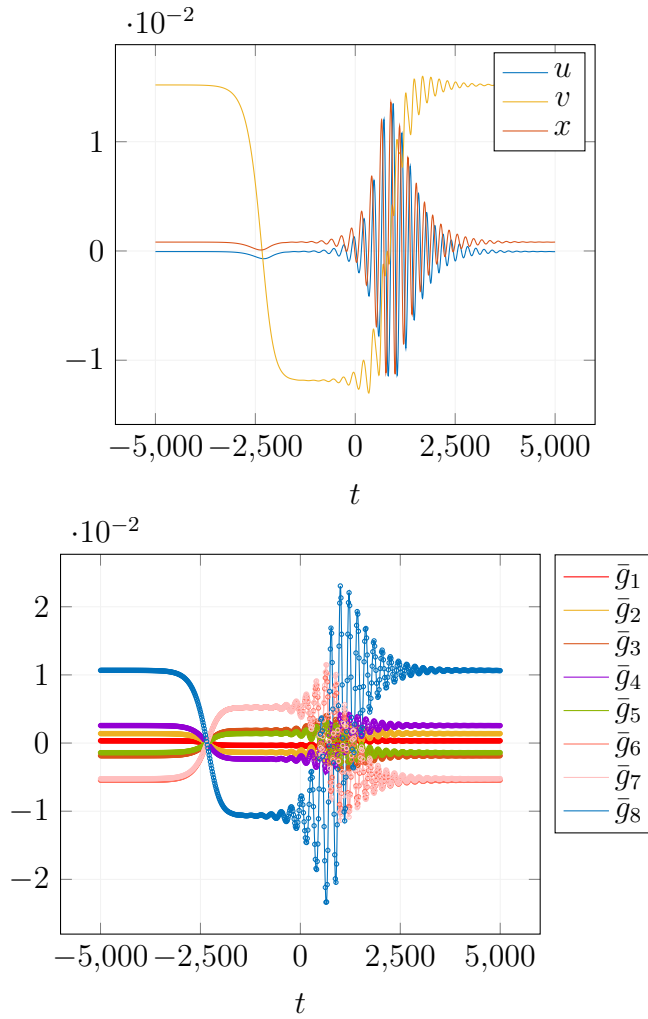 ·10⁻²
u
v
x
1
0
−1
−5,000 −2,500 0 2,500 5,000
t
·10⁻²
2
1
0
−1
−2
ḡ₁
ḡ₂
ḡ₃
ḡ₄
ḡ₅
ḡ₆
ḡ₇
ḡ₈
−5,000 −2,500 0 2,500 5,000
t